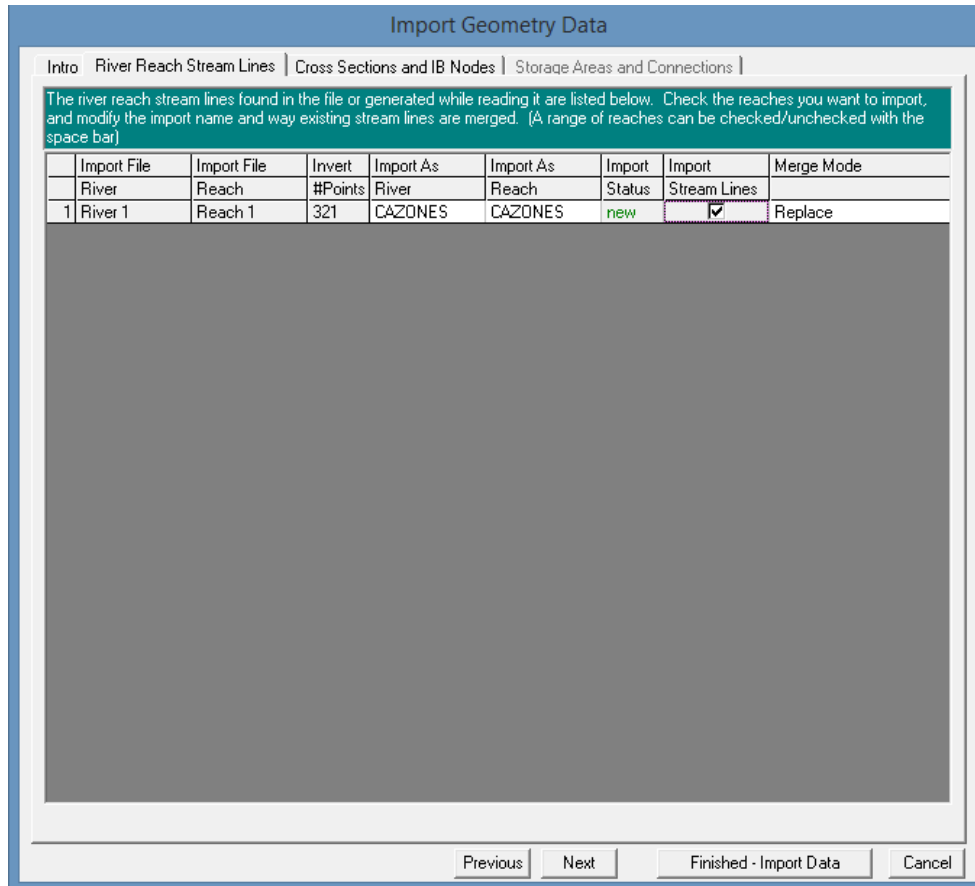 Import Geometry Data
Intro River Reach Stream Lines Cross Sections and IB Nodes Storage Areas and Connections
The river reach stream lines found in the file or generated while reading it are listed below. Check the reaches you want to import,
and modify the import name and way existing stream lines are merged. (A range of reaches can be checked/unchecked with the
space bar)
Import File Import File Invert Import As Import As Import Import Merge Mode
River Reach #Points River Reach Status Stream Lines
1 River 1 Reach 1 321 CAZONES CAZONES new Replace
Previous Next Finished - Import Data Cancel